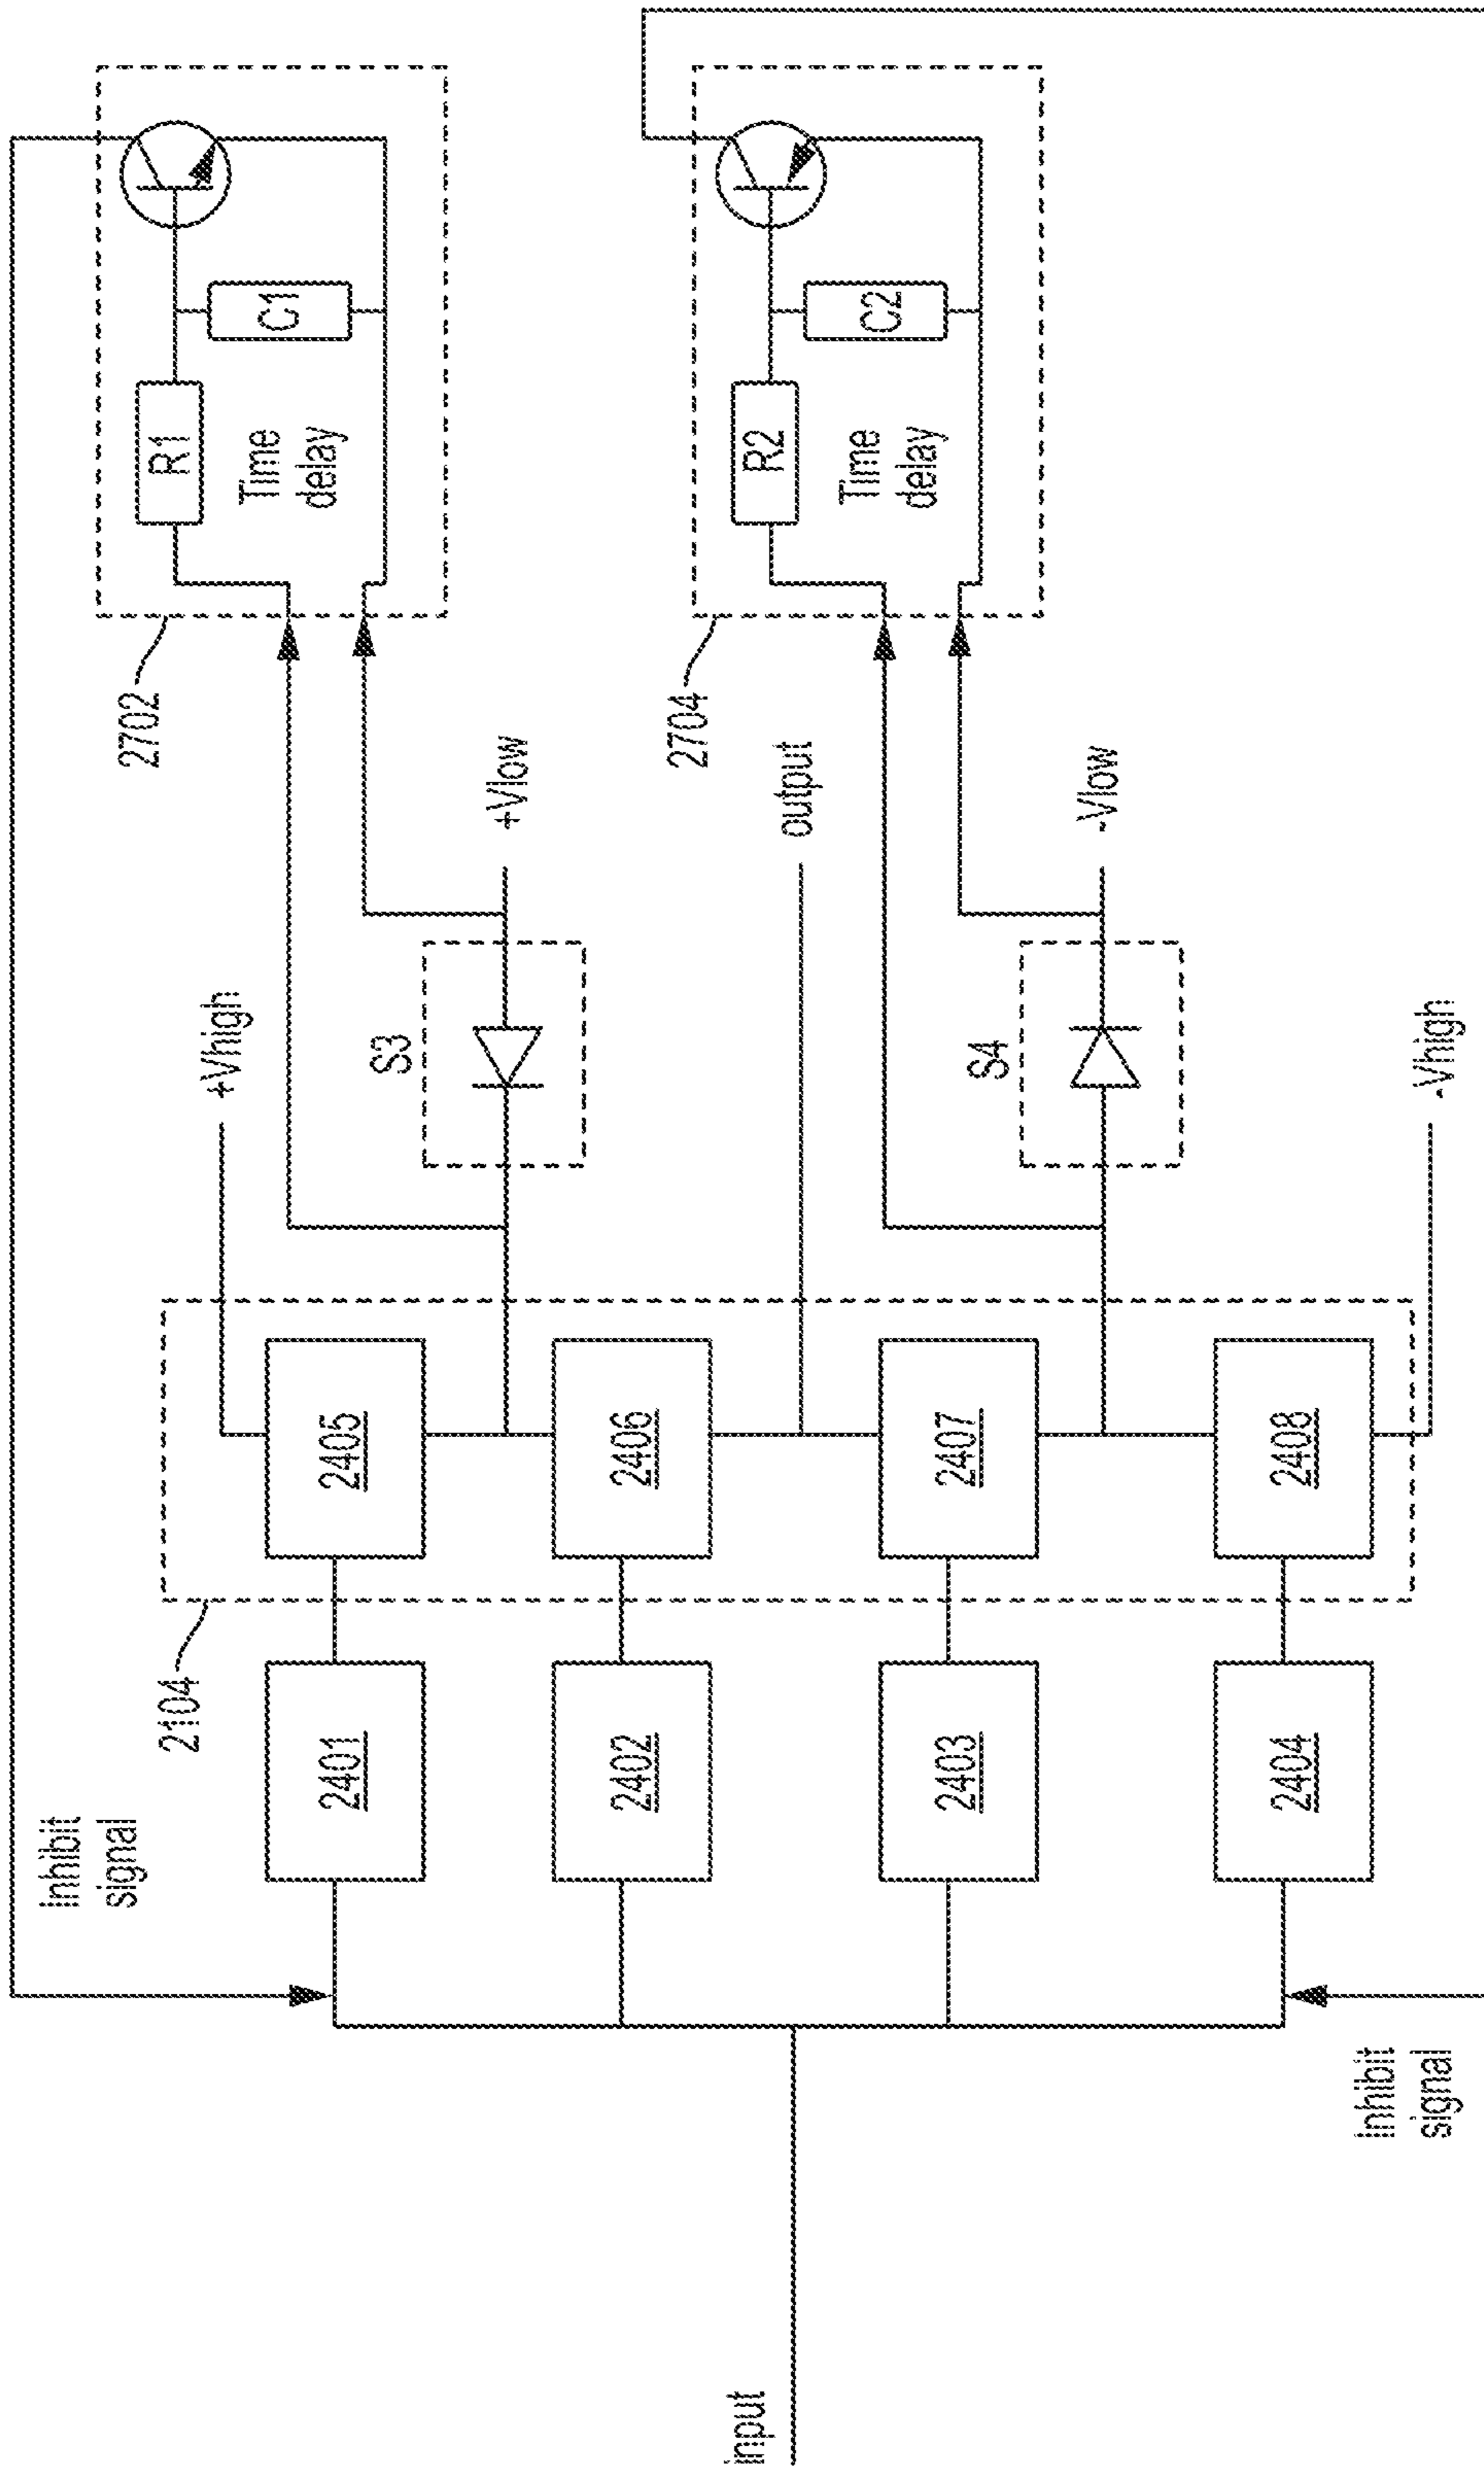 Inhibit
signal
2104
2401
2402
2403
2404
2405
2406
2407
2408
+Vhigh
S3
+Vlow
2702
R1
C1
Time
delay
input
output
2704
R2
C2
Time
delay
S4
-Vlow
-Vhigh
Inhibit
signal